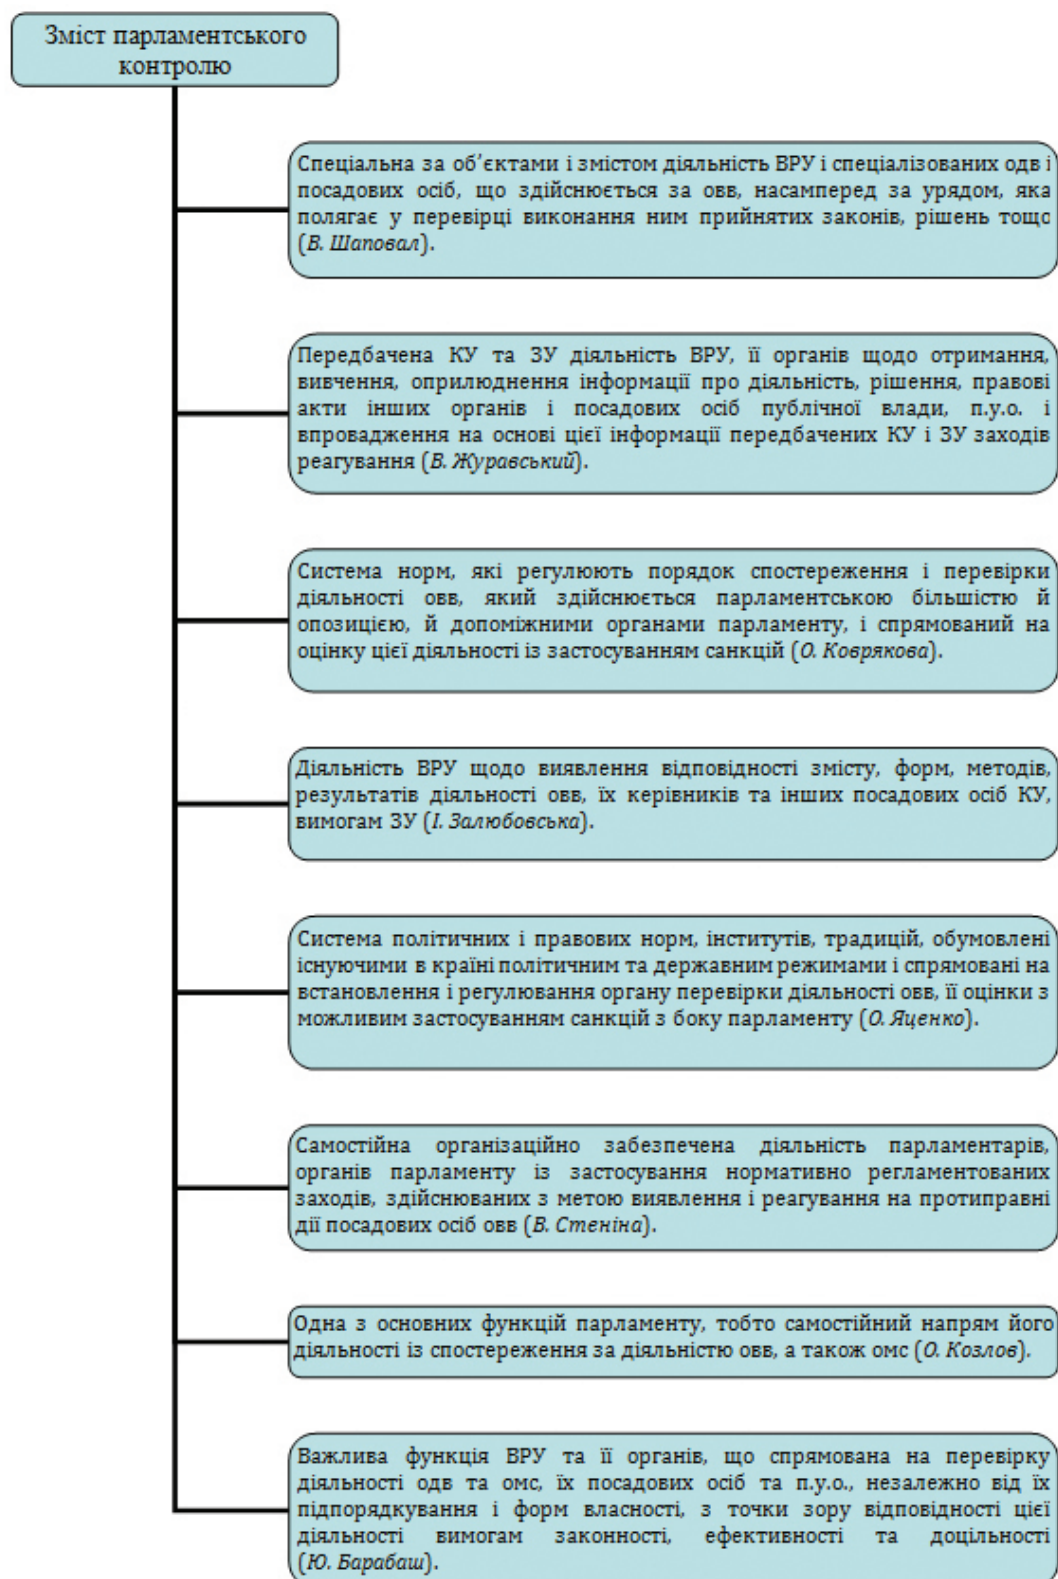 Зміст парламентського
контролю
Спеціальна за об’єктами і змістом діяльність ВРУ і спеціалізованих одв і
посадових осіб, що здійснюється за овв, насамперед за урядом, яка
полягає у перевірці виконання ним прийнятих законів, рішень тощо
(В. Шаповал).
Передбачена КУ та ЗУ діяльність ВРУ, її органів щодо отримання,
вивчення, оприлюднення інформації про діяльність, рішення, правові
акти інших органів і посадових осіб публічної влади, п.у.о. і
впровадження на основі цієї інформації передбачених КУ і ЗУ заходів
реагування (В. Журавський).
Система норм, які регулюють порядок спостереження і перевірки
діяльності овв, який здійснюється парламентською більшістю й
опозицією, й допоміжними органами парламенту, і спрямований на
оцінку цієї діяльності із застосуванням санкцій (О. Коврякова).
Діяльність ВРУ щодо виявлення відповідності змісту, форм, методів,
результатів діяльності овв, їх керівників та інших посадових осіб КУ,
вимогам ЗУ (І. Залюбовська).
Система політичних і правових норм, інститутів, традицій, обумовлені
існуючими в країні політичним та державним режимами і спрямовані на
встановлення і регулювання органу перевірки діяльності овв, її оцінки з
можливим застосуванням санкцій з боку парламенту (О. Яценко).
Самостійна організаційно забезпечена діяльність парламентарів,
органів парламенту із застосування нормативно регламентованих
заходів, здійснюваних з метою виявлення і реагування на протиправні
дії посадових осіб овв (В. Стеніна).
Одна з основних функцій парламенту, тобто самостійний напрям його
діяльності із спостереження за діяльністю овв, а також омс (О. Козлов).
Важлива функція ВРУ та її органів, що спрямована на перевірку
діяльності одв та омс, їх посадових осіб та п.у.о., незалежно від їх
підпорядкування і форм власності, з точки зору відповідності цієї
діяльності вимогам законності, ефективності та доцільності
(Ю. Барабаш).